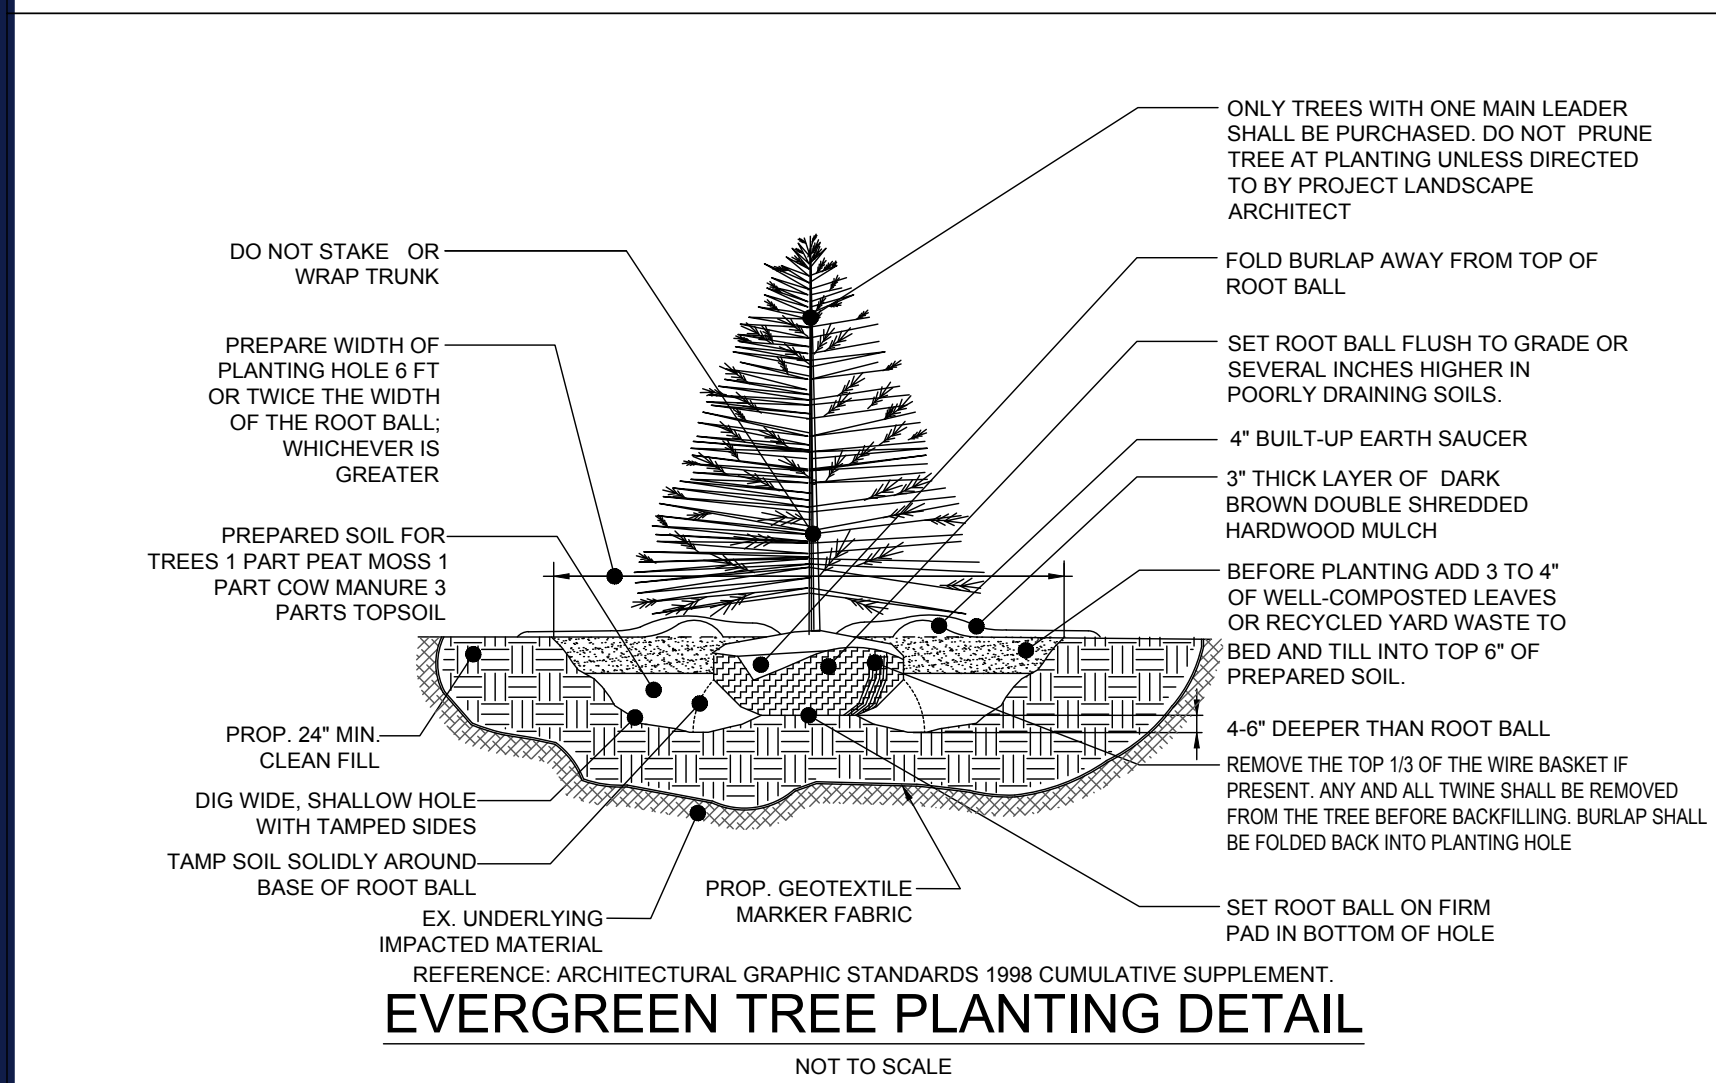 ONLY TREES WITH ONE MAIN LEADER
SHALL BE PURCHASED. DO NOT PRUNE
TREE AT PLANTING UNLESS DIRECTED
TO BY PROJECT LANDSCAPE
ARCHITECT
DO NOT STAKE OR
WRAP TRUNK
FOLD BURLAP AWAY FROM TOP OF
ROOT BALL
PREPARE WIDTH OF
PLANTING HOLE 6 FT
OR TWICE THE WIDTH
OF THE ROOT BALL;
WHICHEVER IS
GREATER
SET ROOT BALL FLUSH TO GRADE OR
SEVERAL INCHES HIGHER IN
POORLY DRAINING SOILS.
4" BUILT-UP EARTH SAUCER
3" THICK LAYER OF DARK
BROWN DOUBLE SHREDDED
HARDWOOD MULCH
PREPARED SOIL FOR
TREES 1 PART PEAT MOSS 1
PART COW MANURE 3
PARTS TOPSOIL
BEFORE PLANTING ADD 3 TO 4"
OF WELL-COMPOSTED LEAVES
OR RECYCLED YARD WASTE TO
BED AND TILL INTO TOP 6" OF
PREPARED SOIL.
PROP. 24" MIN.
CLEAN FILL
4-6" DEEPER THAN ROOT BALL
REMOVE THE TOP 1/3 OF THE WIRE BASKET IF
PRESENT. ANY AND ALL TWINE SHALL BE REMOVED
FROM THE TREE BEFORE BACKFILLING. BURLAP SHALL
BE FOLDED BACK INTO PLANTING HOLE
DIG WIDE, SHALLOW HOLE
WITH TAMPED SIDES
TAMP SOIL SOLIDLY AROUND
BASE OF ROOT BALL
PROP. GEOTEXTILE
MARKER FABRIC
EX. UNDERLYING
IMPACTED MATERIAL
SET ROOT BALL ON FIRM
PAD IN BOTTOM OF HOLE
REFERENCE: ARCHITECTURAL GRAPHIC STANDARDS 1998 CUMULATIVE SUPPLEMENT.
EVERGREEN TREE PLANTING DETAIL
NOT TO SCALE